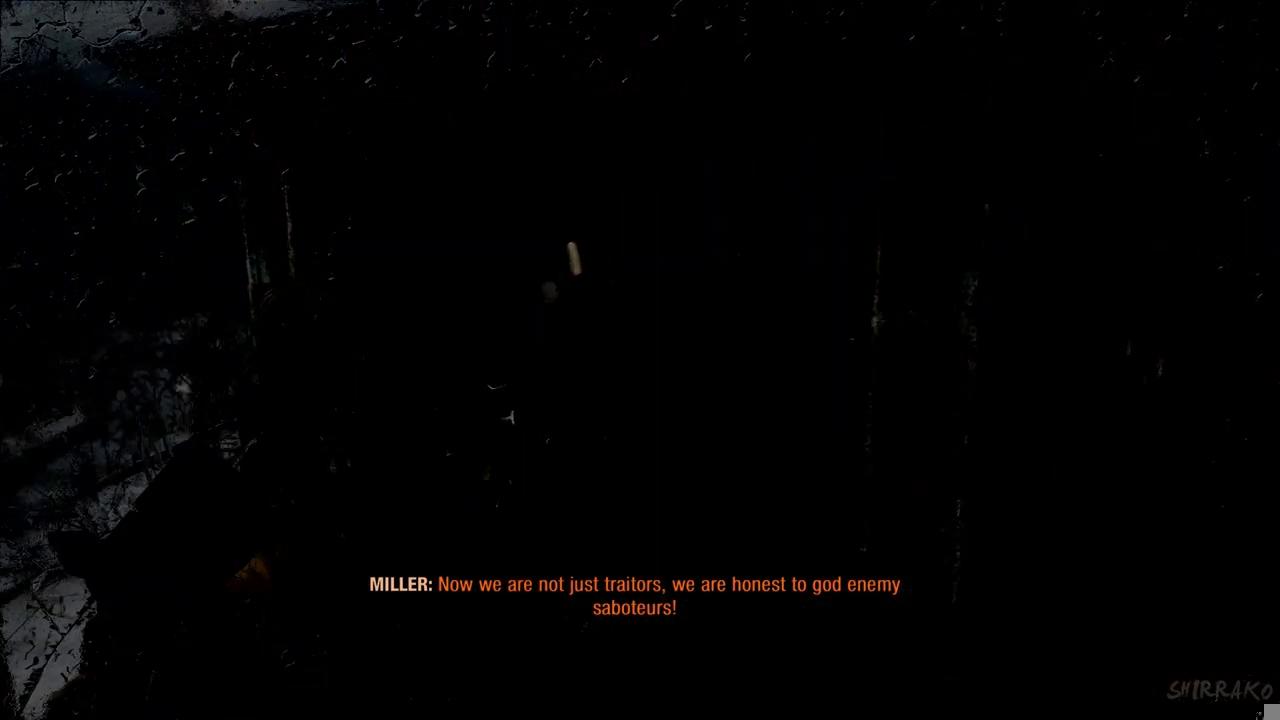 MILLER: Now we are not just traitors, we are honest to god enemy
saboteurs!
SHIRRAKO